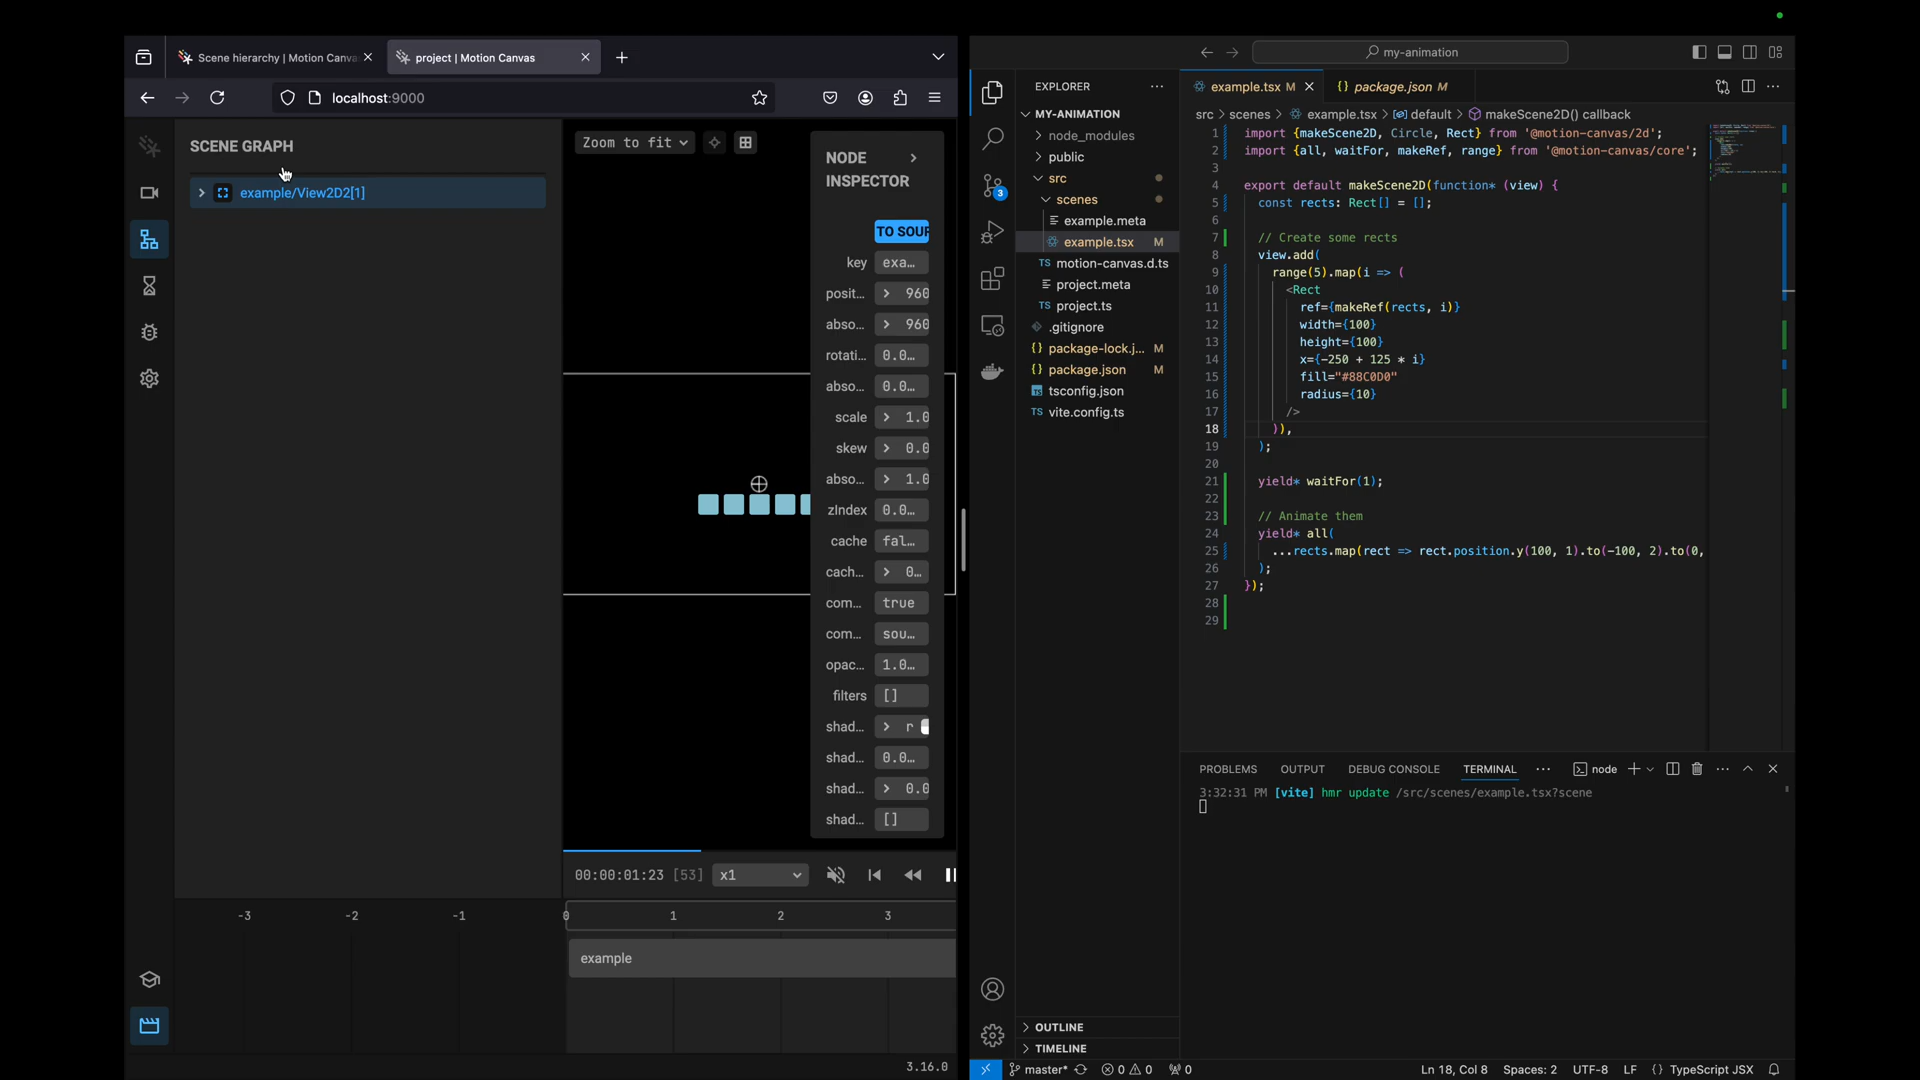 Scene hierarchy | Motion Canva
project | Motion Canvas
localhost:9000
SCENE GRAPH
example/View2D2[1]
Zoom to fit
NODE
INSPECTOR
TO SOUR
key exa...
posit... 960
abso... 960
rotati... 0.0...
abso... 0.0...
scale 1.0
skew 0.0
abso... 1.0
zIndex 0.0...
cache fal...
cach... 0...
com... true
com... sou...
opac... 1.0...
filters []
shad... r
shad... 0.0...
shad... 0.0
shad... []
00:00:01:23 [53] x1
-3 -2 -1 0 1 2 3
example
3.16.0
my-animation
EXPLORER
MY-ANIMATION
node_modules
public
src
scenes
example.meta
example.tsx M
motion-canvas.d.ts
project.meta
project.ts
.gitignore
package-lock.j... M
package.json M
tsconfig.json
vite.config.ts
OUTLINE
TIMELINE
3
example.tsx M
package.json M
src > scenes > example.tsx > default > makeScene2D() callback
1 import {makeScene2D, Circle, Rect} from '@motion-canvas/2d';
2 import {all, waitFor, makeRef, range} from '@motion-canvas/core';
3
4 export default makeScene2D(function* (view) {
5 const rects: Rect[] = [];
6
7 // Create some rects
8 view.add(
9 range(5).map(i => (
10 <Rect
11 ref={makeRef(rects, i)}
12 width={100}
13 height={100}
14 x={-250 + 125 * i}
15 fill="#88C0D0"
16 radius={10}
17 />
18 )),
19 );
20
21 yield* waitFor(1);
22
23 // Animate them
24 yield* all(
25 ...rects.map(rect => rect.position.y(100, 1).to(-100, 2).to(0,
26 );
27 });
28
29
PROBLEMS OUTPUT DEBUG CONSOLE TERMINAL node
3:32:31 PM [vite] hmr update /src/scenes/example.tsx?scene
master* 0 0 0 Ln 18, Col 8 Spaces: 2 UTF-8 LF {} TypeScript JSX